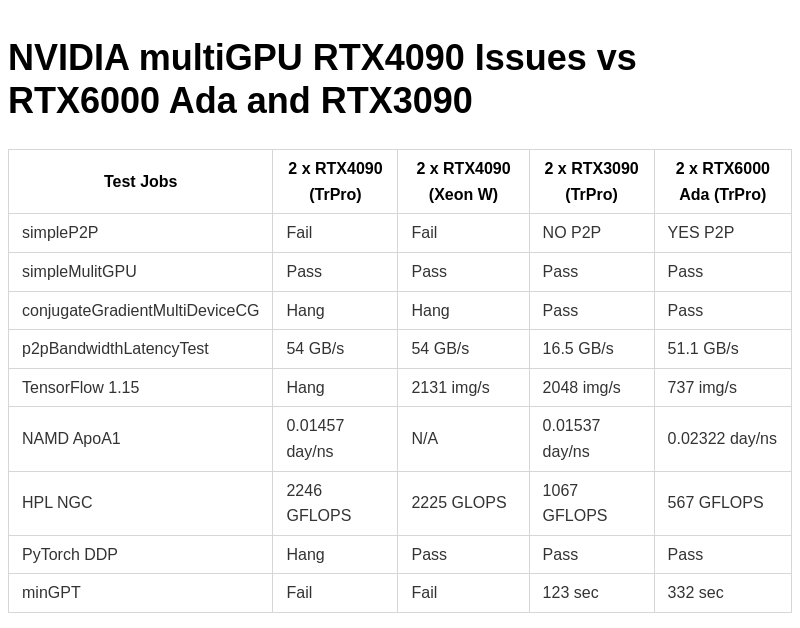 NVIDIA multiGPU RTX4090 Issues vs
RTX6000 Ada and RTX3090
Test Jobs
2 x RTX4090
(TrPro)
2 x RTX4090
(Xeon W)
2 x RTX3090
(TrPro)
2 x RTX6000
Ada (TrPro)
simpleP2P Fail Fail NO P2P YES P2P
simpleMulitGPU Pass Pass Pass Pass
conjugateGradientMultiDeviceCG Hang Hang Pass Pass
p2pBandwidthLatencyTest 54 GB/s 54 GB/s 16.5 GB/s 51.1 GB/s
TensorFlow 1.15 Hang 2131 img/s 2048 img/s 737 img/s
NAMD ApoA1
0.01457
day/ns
N/A
0.01537
day/ns
0.02322 day/ns
HPL NGC
2246
GFLOPS
2225 GLOPS
1067
GFLOPS
567 GFLOPS
PyTorch DDP Hang Pass Pass Pass
minGPT Fail Fail 123 sec 332 sec